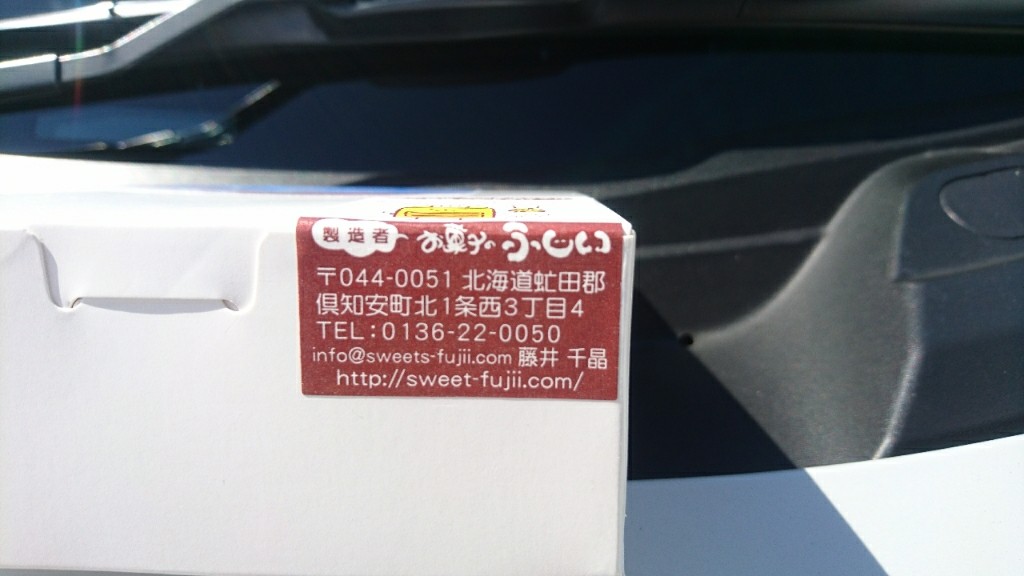 製造者 お菓子のふじい
〒044-0051 北海道虻田郡
倶知安町北1条西3丁目4
TEL:0136-22-0050
info@sweets-fujii.com 藤井 千晶
http://sweet-fujii.com/